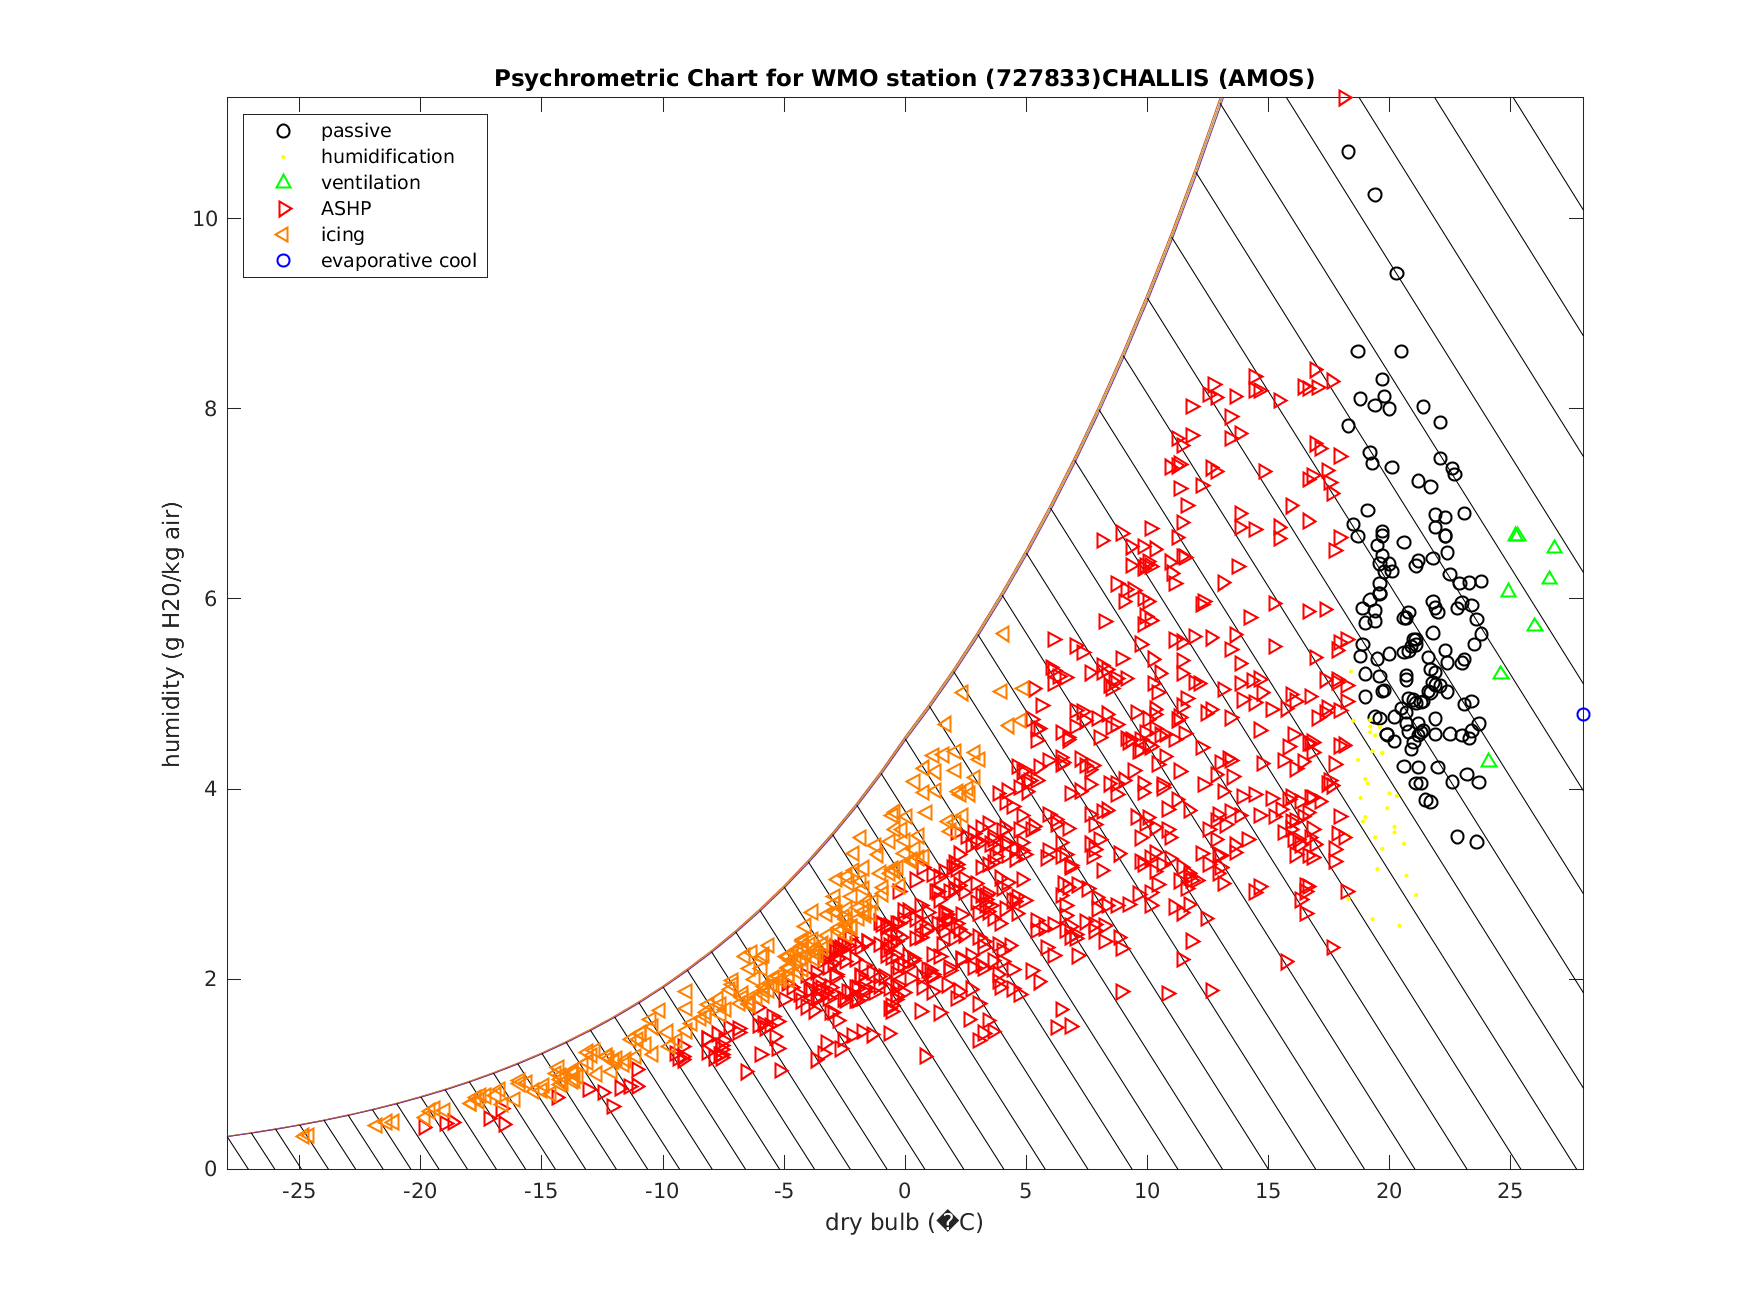 Psychrometric Chart for WMO station (727833)CHALLIS (AMOS)
passive
humidification
ventilation
ASHP
icing
evaporative cool
10
8
6
4
2
0
humidity (g H20/kg air)
-25 -20 -15 -10 -5 0 5 10 15 20 25
dry bulb (�C)